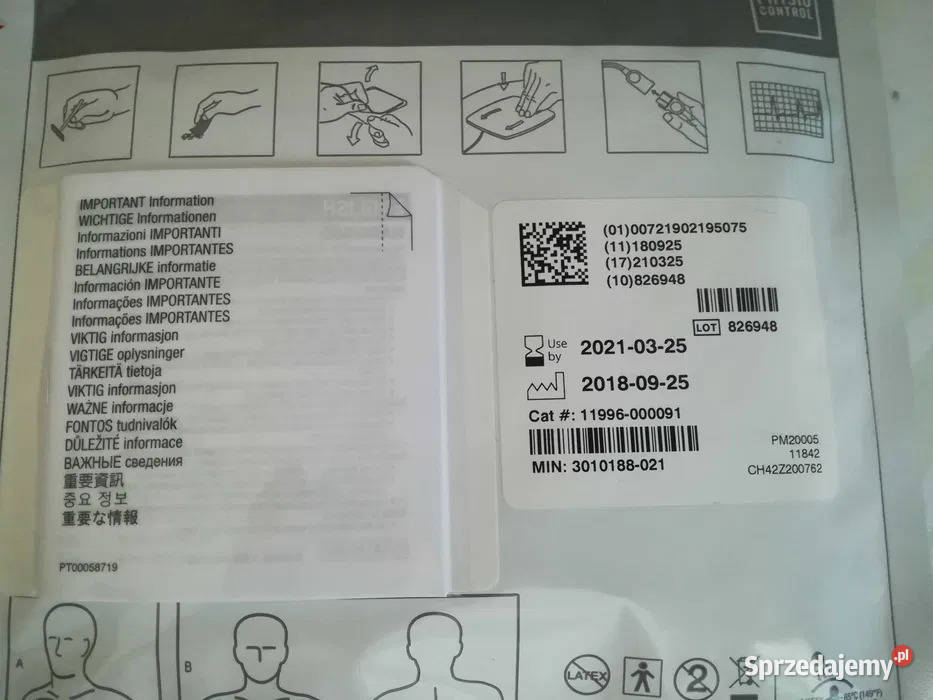 PHYSIO
CONTROL
IMPORTANT Information
WICHTIGE Informationen
Informazioni IMPORTANTI
Informations IMPORTANTES
BELANGRIJKE informatie
Información IMPORTANTE
Informações IMPORTANTES
Informações IMPORTANTES
VIKTIG informasjon
VIGTIGE oplysninger
TÄRKEITÄ tietoja
VIKTIG informasjon
WAŻNE informacje
FONTOS tudnivalók
DŮLEŽITÉ informace
ВАЖНЫЕ сведения
重要資訊
중요 정보
重要な情報
PT00058719
(01)00721902195075
(11)180925
(17)210325
(10)826948
LOT 826948
Use by 2021-03-25
2018-09-25
Cat #: 11996-000091
MIN: 3010188-021
PM20005
11842
CH42Z200762
A
B
LATEX
2
Sprzedajemy.pl